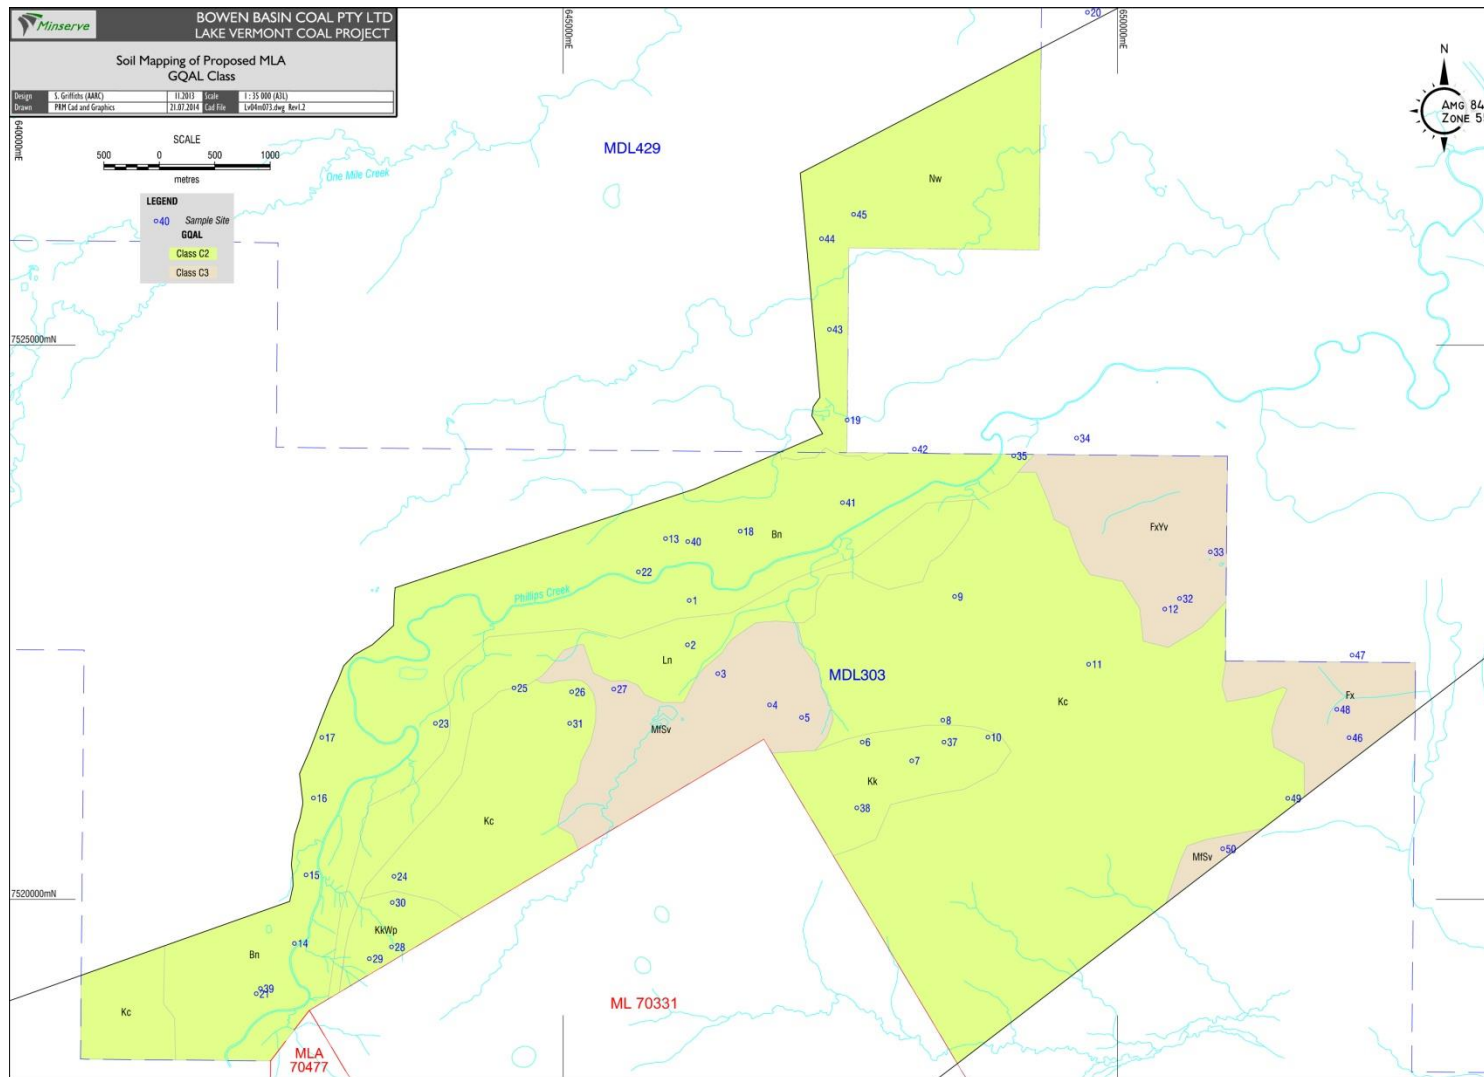 Minserve
BOWEN BASIN COAL PTY LTD
LAKE VERMONT COAL PROJECT
Soil Mapping of Proposed MLA
GQAL Class
Design S. Griffiths (AARC) 11.2013 Scale 1 : 35 000 (A3L)
Drawn PRM Cad and Graphics 21.07.2014 Cad File Lv04m073.dwg Rev1.2
645000mE
650000mE
20
N
AMG 84
ZONE 5
640000mE
SCALE
500 0 500 1000
metres
One Mile Creek
MDL429
Nw
LEGEND
40 Sample Site
GQAL
Class C2
Class C3
45
44
43
7525000mN
19
42
34
35
41
FxYv
18
Bn
13
40
33
22
Phillips Creek
1
9
32
12
2
Ln
47
11
3
MDL303
25
26
27
Fx
Kc
4
48
5
23
31
MfSv
8
17
6
37
10
46
7
Kk
16
38
49
Kc
50
MfSv
15
24
7520000mN
30
KkWp
14
28
Bn
29
39
21
ML 70331
Kc
MLA
70477